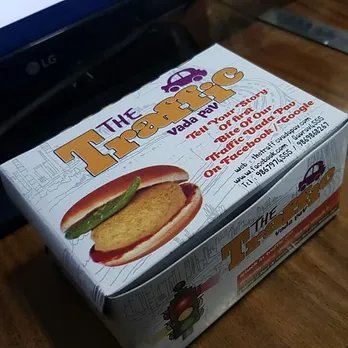 LG
THE
Traffic
vada pav
Tell Your Story
Of first
Bite Of Our
Traffic Vada Pav
On Facebook / Google
THE
Traffic
vada pav